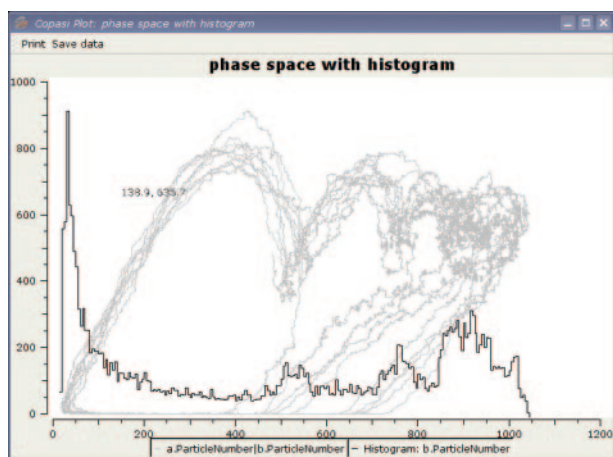 Copasi Plot: phase space with histogram
Print Save data
phase space with histogram
1000
800
600
400
200
0
138.9, 635.7
0 200 400 600 800 1000 1200
a.ParticleNumber|b.ParticleNumber – Histogram: b.ParticleNumber